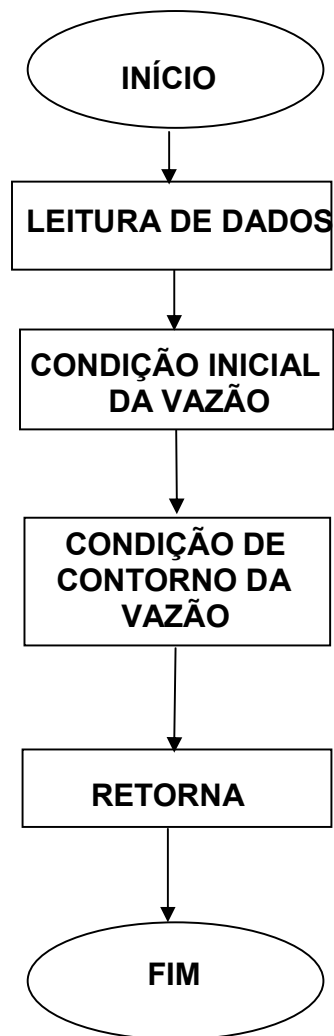 INÍCIO
LEITURA DE DADOS
CONDIÇÃO INICIAL
DA VAZÃO
CONDIÇÃO DE
CONTORNO DA
VAZÃO
RETORNA
FIM